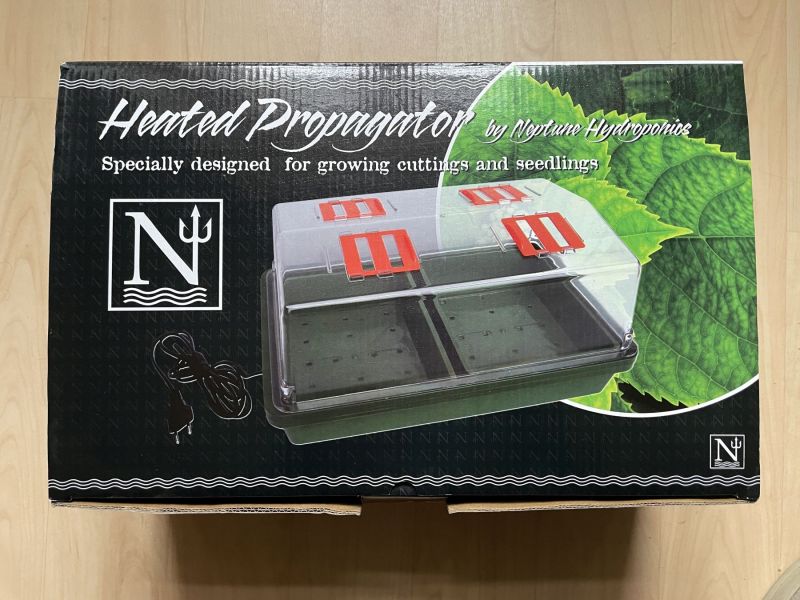 Heated Propagator by Neptune Hydroponics
Specially designed for growing cuttings and seedlings
N
N